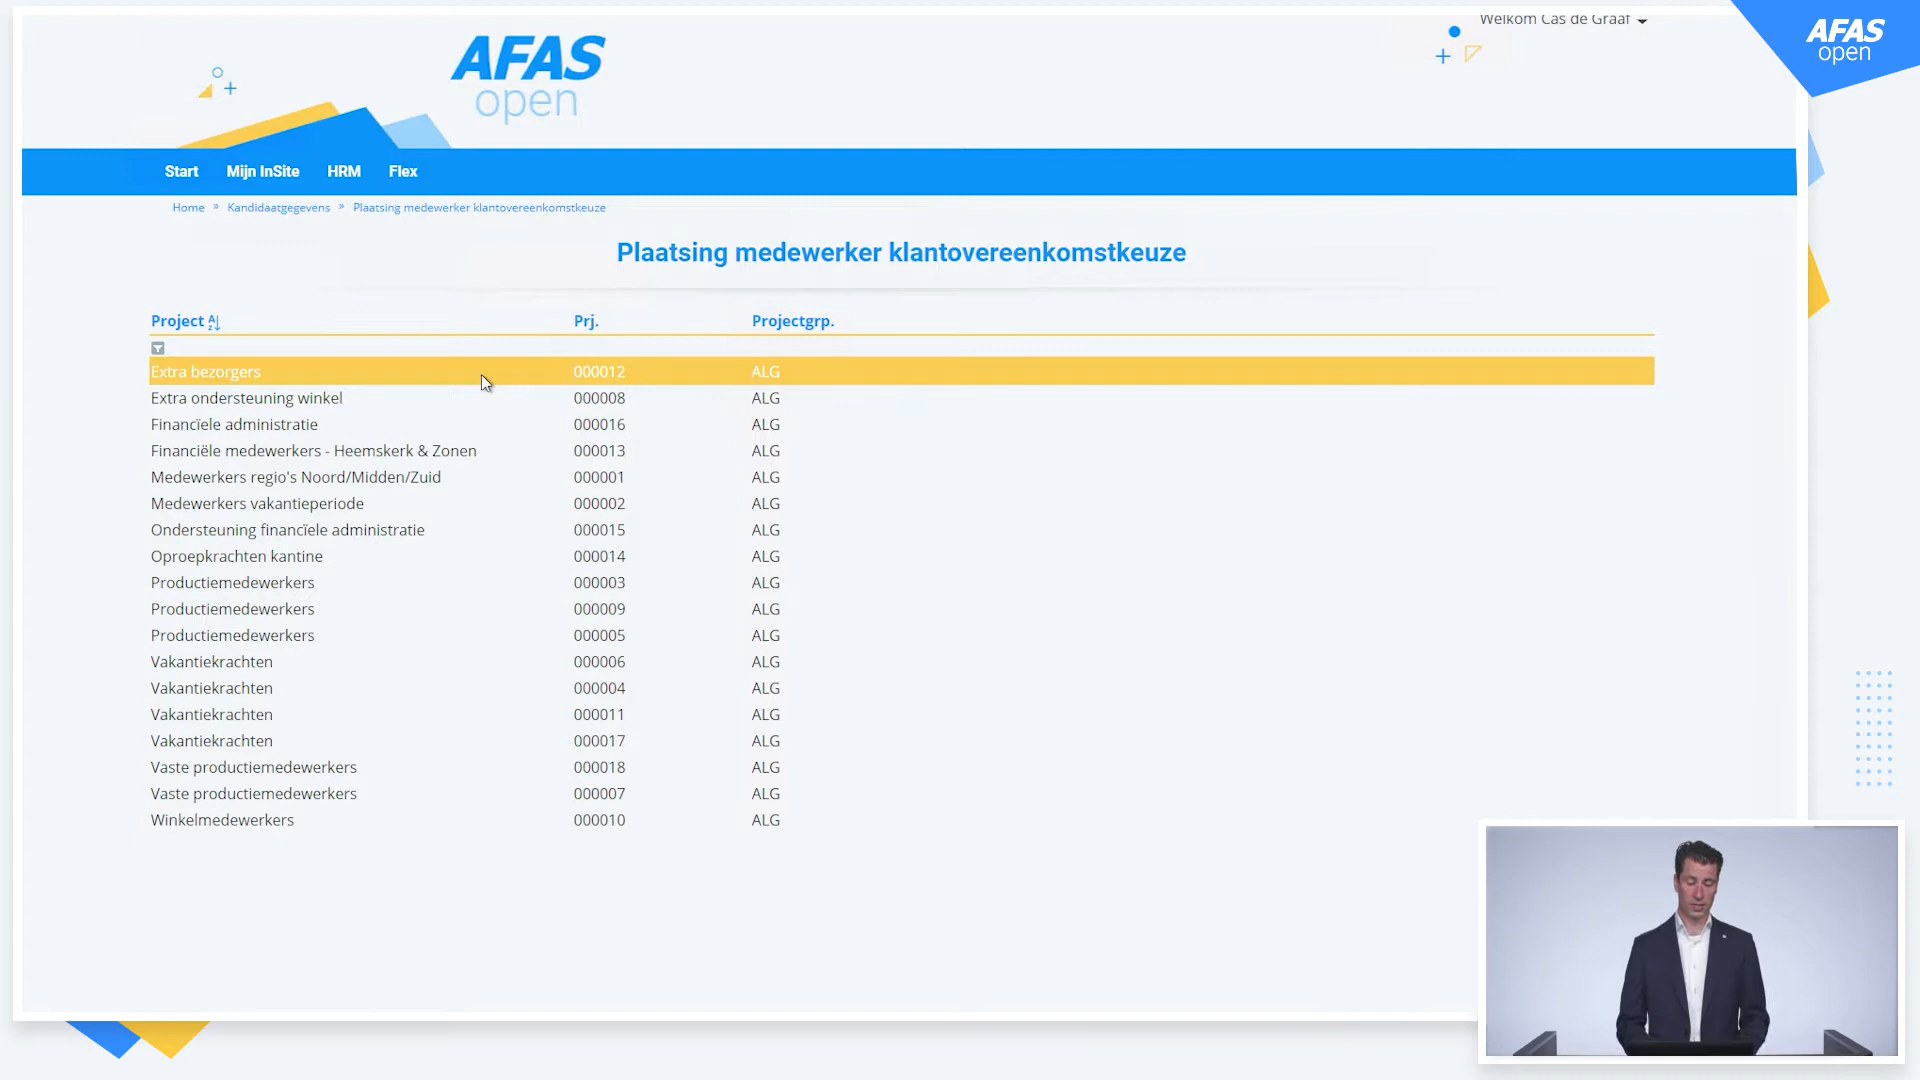 Welkom Cas de Graaf
AFAS
open
AFAS
open
Start Mijn InSite HRM Flex
Home » Kandidaatgegevens » Plaatsing medewerker klantovereenkomstkeuze
Plaatsing medewerker klantovereenkomstkeuze
Project Prj. Projectgrp.
Extra bezorgers 000012 ALG
Extra ondersteuning winkel 000008 ALG
Financïele administratie 000016 ALG
Financiële medewerkers - Heemskerk & Zonen 000013 ALG
Medewerkers regio's Noord/Midden/Zuid 000001 ALG
Medewerkers vakantieperiode 000002 ALG
Ondersteuning financïele administratie 000015 ALG
Oproepkrachten kantine 000014 ALG
Productiemedewerkers 000003 ALG
Productiemedewerkers 000009 ALG
Productiemedewerkers 000005 ALG
Vakantiekrachten 000006 ALG
Vakantiekrachten 000004 ALG
Vakantiekrachten 000011 ALG
Vakantiekrachten 000017 ALG
Vaste productiemedewerkers 000018 ALG
Vaste productiemedewerkers 000007 ALG
Winkelmedewerkers 000010 ALG